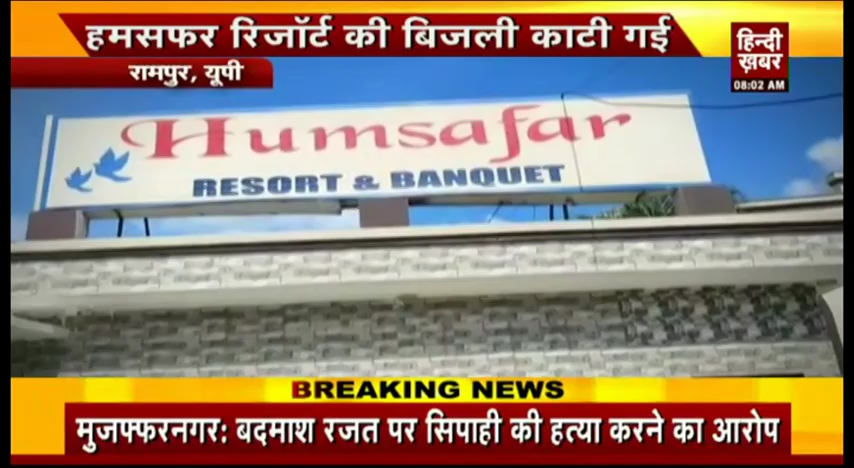 हमसफर रिजॉर्ट की बिजली काटी गई
रामपुर, यूपी
हिन्दी
ख़बर
08:02 AM
Humsafar
RESORT & BANQUET
BREAKING NEWS
मुजफ्फरनगर: बदमाश रजत पर सिपाही की हत्या करने का आरोप